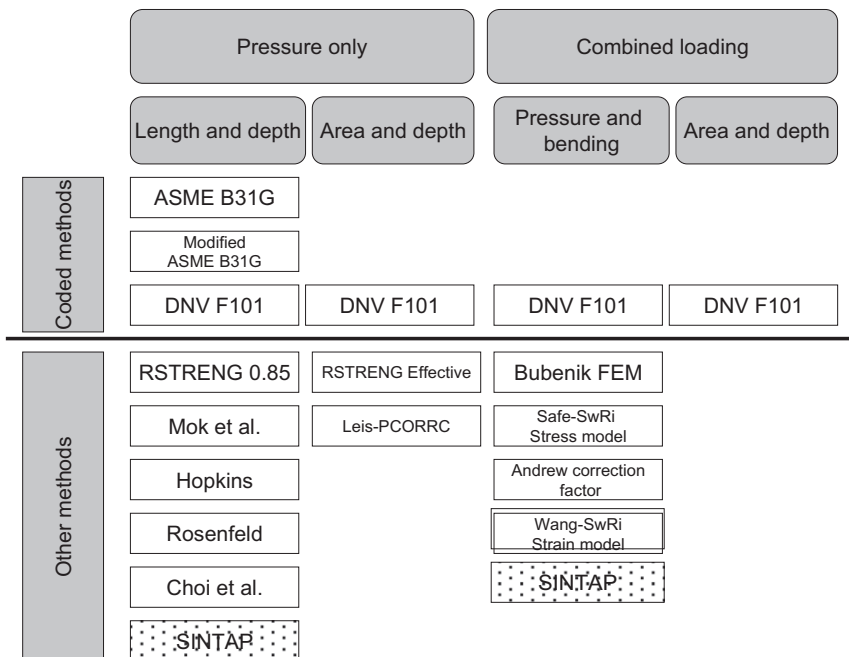 Pressure only
Combined loading
Length and depth
Area and depth
Pressure and
bending
Area and depth
Coded methods
ASME B31G
Modified
ASME B31G
DNV F101
DNV F101
DNV F101
DNV F101
Other methods
RSTRENG 0.85
RSTRENG Effective
Bubenik FEM
Mok et al.
Leis-PCORRC
Safe-SwRi
Stress model
Hopkins
Andrew correction
factor
Rosenfeld
Wang-SwRi
Strain model
Choi et al.
SINTAP
SINTAP